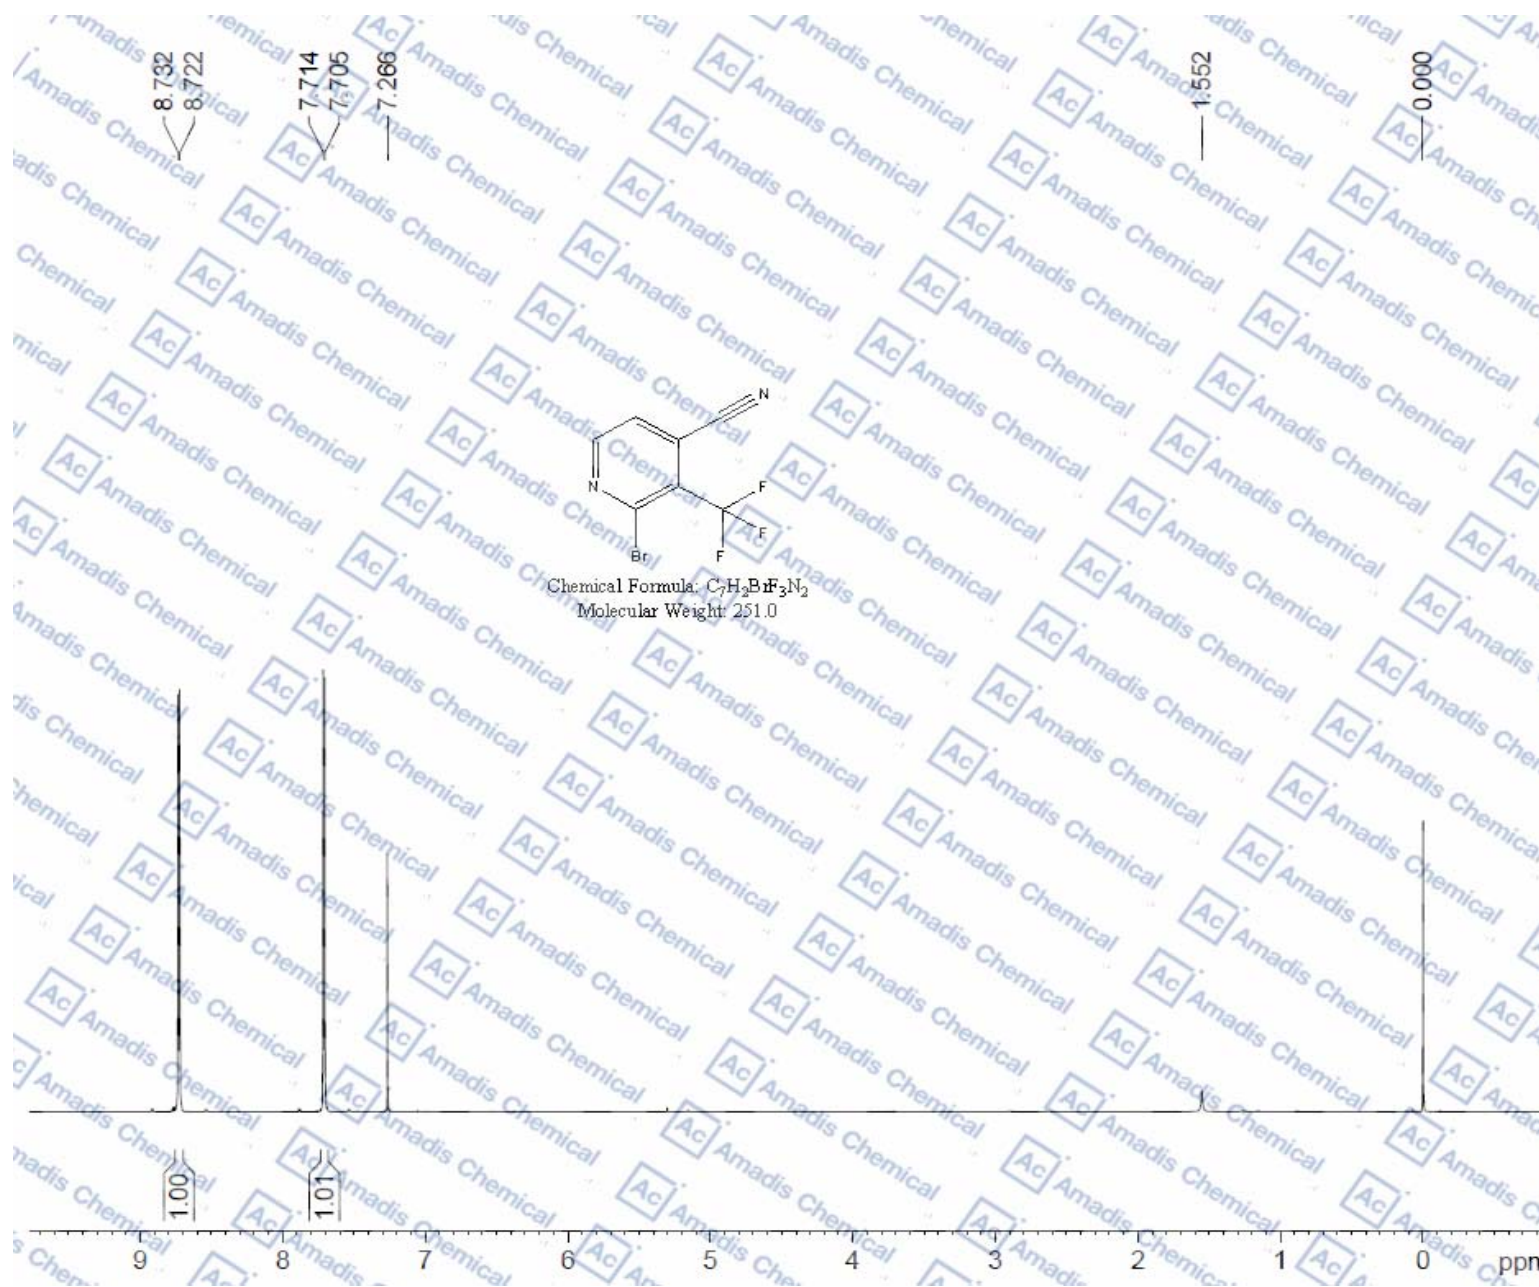 8.732
8.722
7.714
7.705
7.266
1.552
0.000
N
N
F
F
F
Br
Chemical Formula: C₇H₂BrF₃N₂
Molecular Weight: 251.0
1.00
1.01
9 8 7 6 5 4 3 2 1 0 ppm
Ac Amadis Chemical